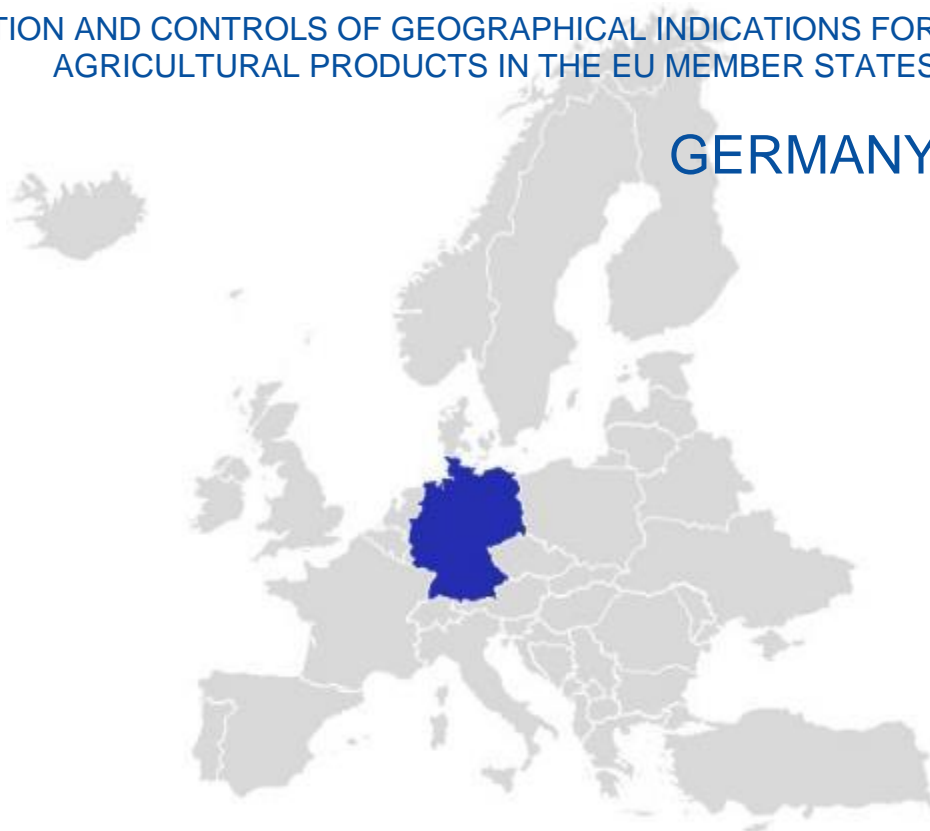 TION AND CONTROLS OF GEOGRAPHICAL INDICATIONS FOR
AGRICULTURAL PRODUCTS IN THE EU MEMBER STATES
GERMANY